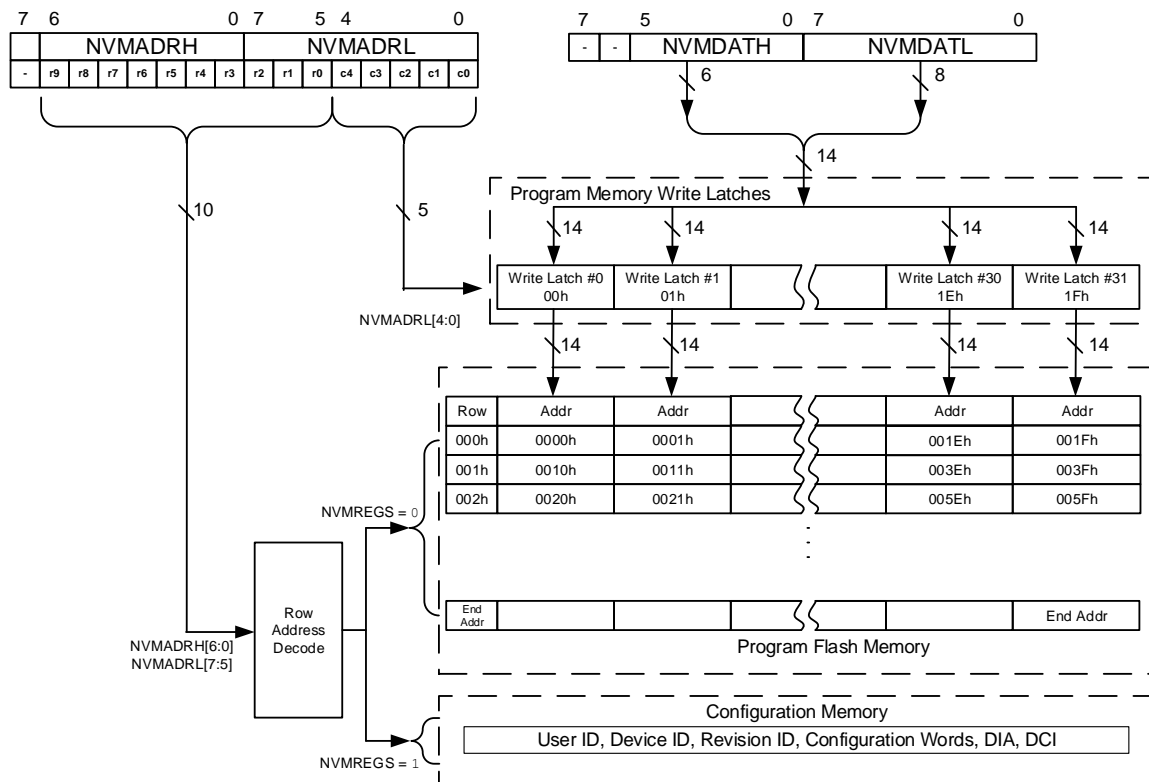 7 6 0 7 5 4 0
NVMADRH NVMADRL
- r9 r8 r7 r6 r5 r4 r3 r2 r1 r0 c4 c3 c2 c1 c0
7 5 0 7 0
- - NVMDATH NVMDATL
6 8
14
10 5
Program Memory Write Latches
14 14 14 14
Write Latch #0 Write Latch #1 Write Latch #30 Write Latch #31
00h 01h 1Eh 1Fh
NVMADRL[4:0]
14 14 14 14
Row Addr Addr Addr Addr
000h 0000h 0001h 001Eh 001Fh
001h 0010h 0011h 003Eh 003Fh
002h 0020h 0021h 005Eh 005Fh
NVMREGS = 0
End
Addr
End Addr
Program Flash Memory
Row
Address
Decode
NVMADRH[6:0]
NVMADRL[7:5]
Configuration Memory
User ID, Device ID, Revision ID, Configuration Words, DIA, DCI
NVMREGS = 1